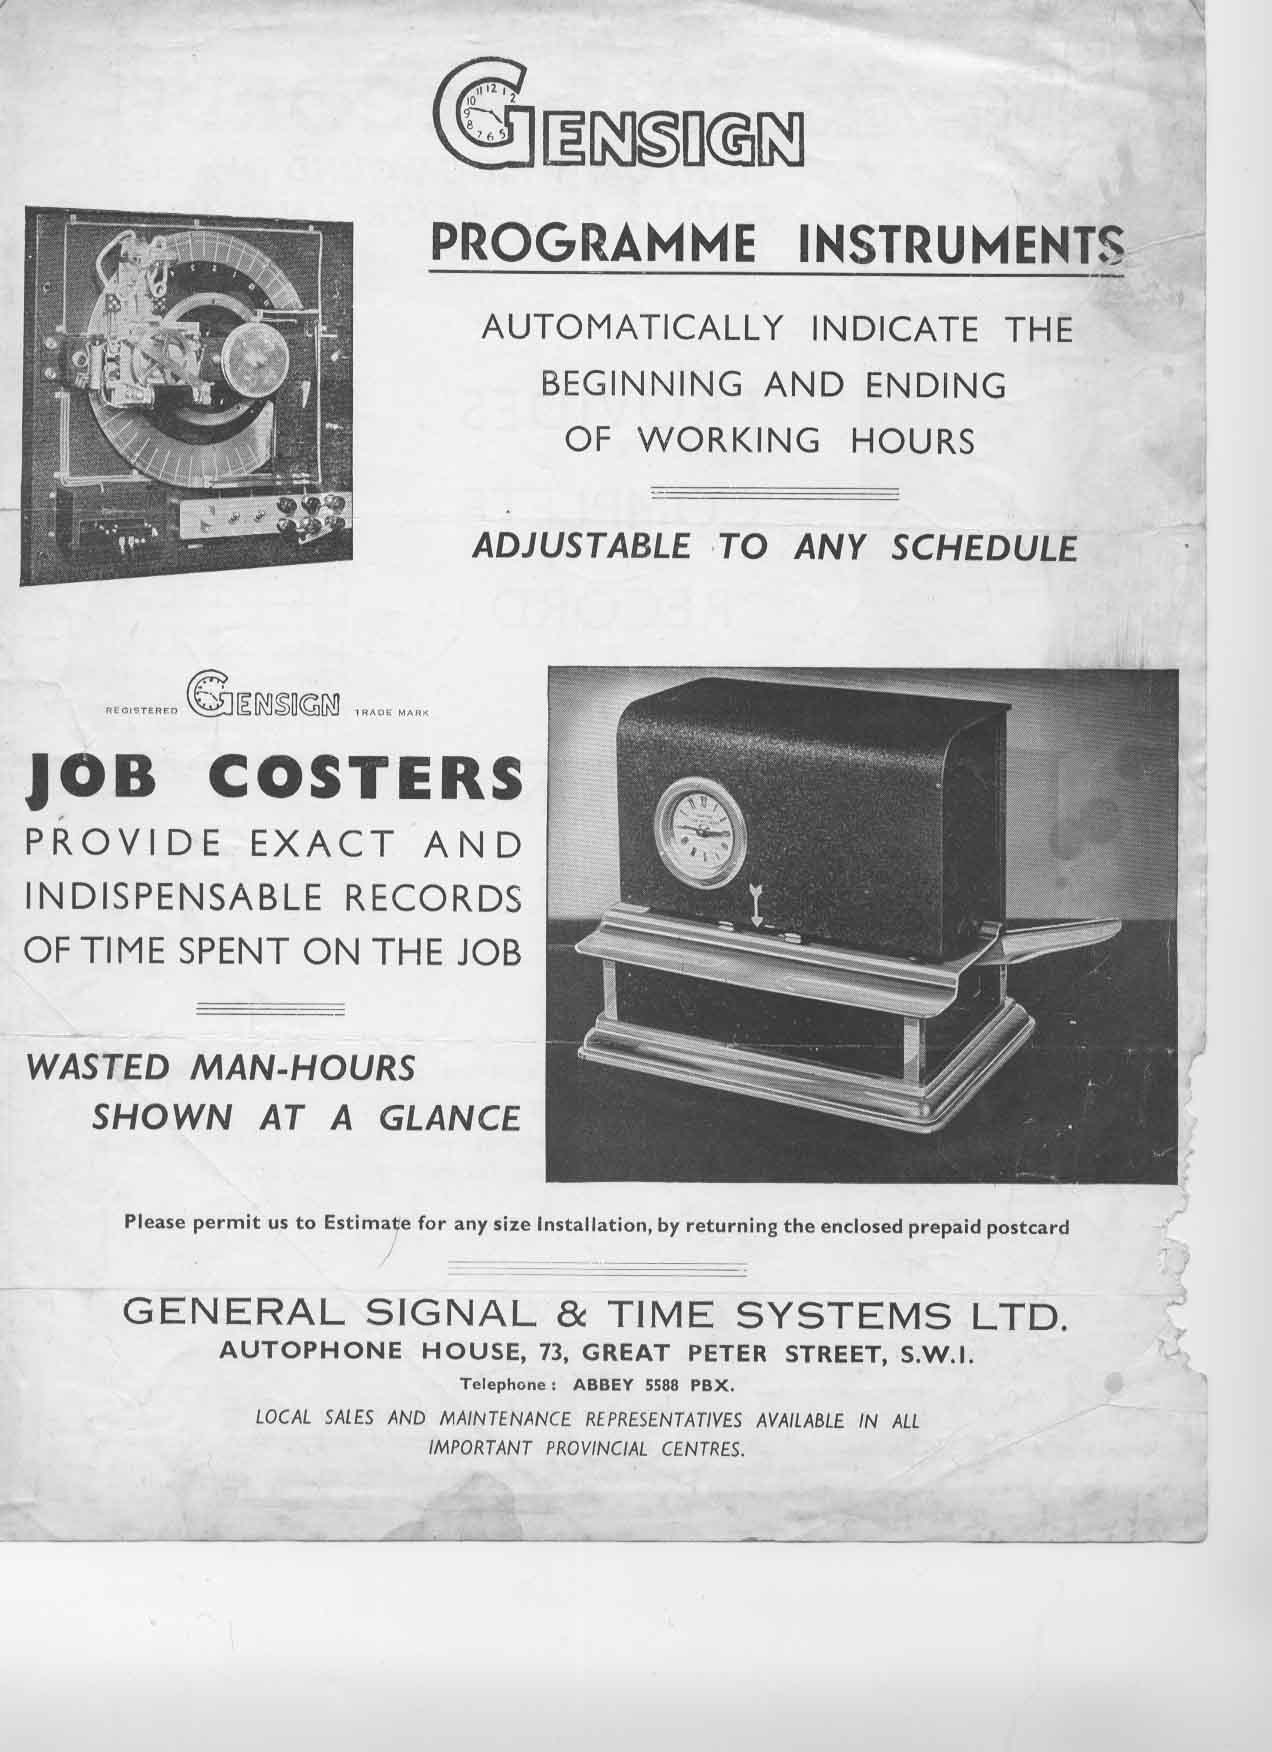 GENSIGN
PROGRAMME INSTRUMENTS
AUTOMATICALLY INDICATE THE
BEGINNING AND ENDING
OF WORKING HOURS
ADJUSTABLE TO ANY SCHEDULE
REGISTERED GENSIGN TRADE MARK
JOB COSTERS
PROVIDE EXACT AND
INDISPENSABLE RECORDS
OF TIME SPENT ON THE JOB
WASTED MAN-HOURS
SHOWN AT A GLANCE
Please permit us to Estimate for any size Installation, by returning the enclosed prepaid postcard
GENERAL SIGNAL & TIME SYSTEMS LTD.
AUTOPHONE HOUSE, 73, GREAT PETER STREET, S.W.1.
Telephone : ABBEY 5588 PBX.
LOCAL SALES AND MAINTENANCE REPRESENTATIVES AVAILABLE IN ALL
IMPORTANT PROVINCIAL CENTRES.